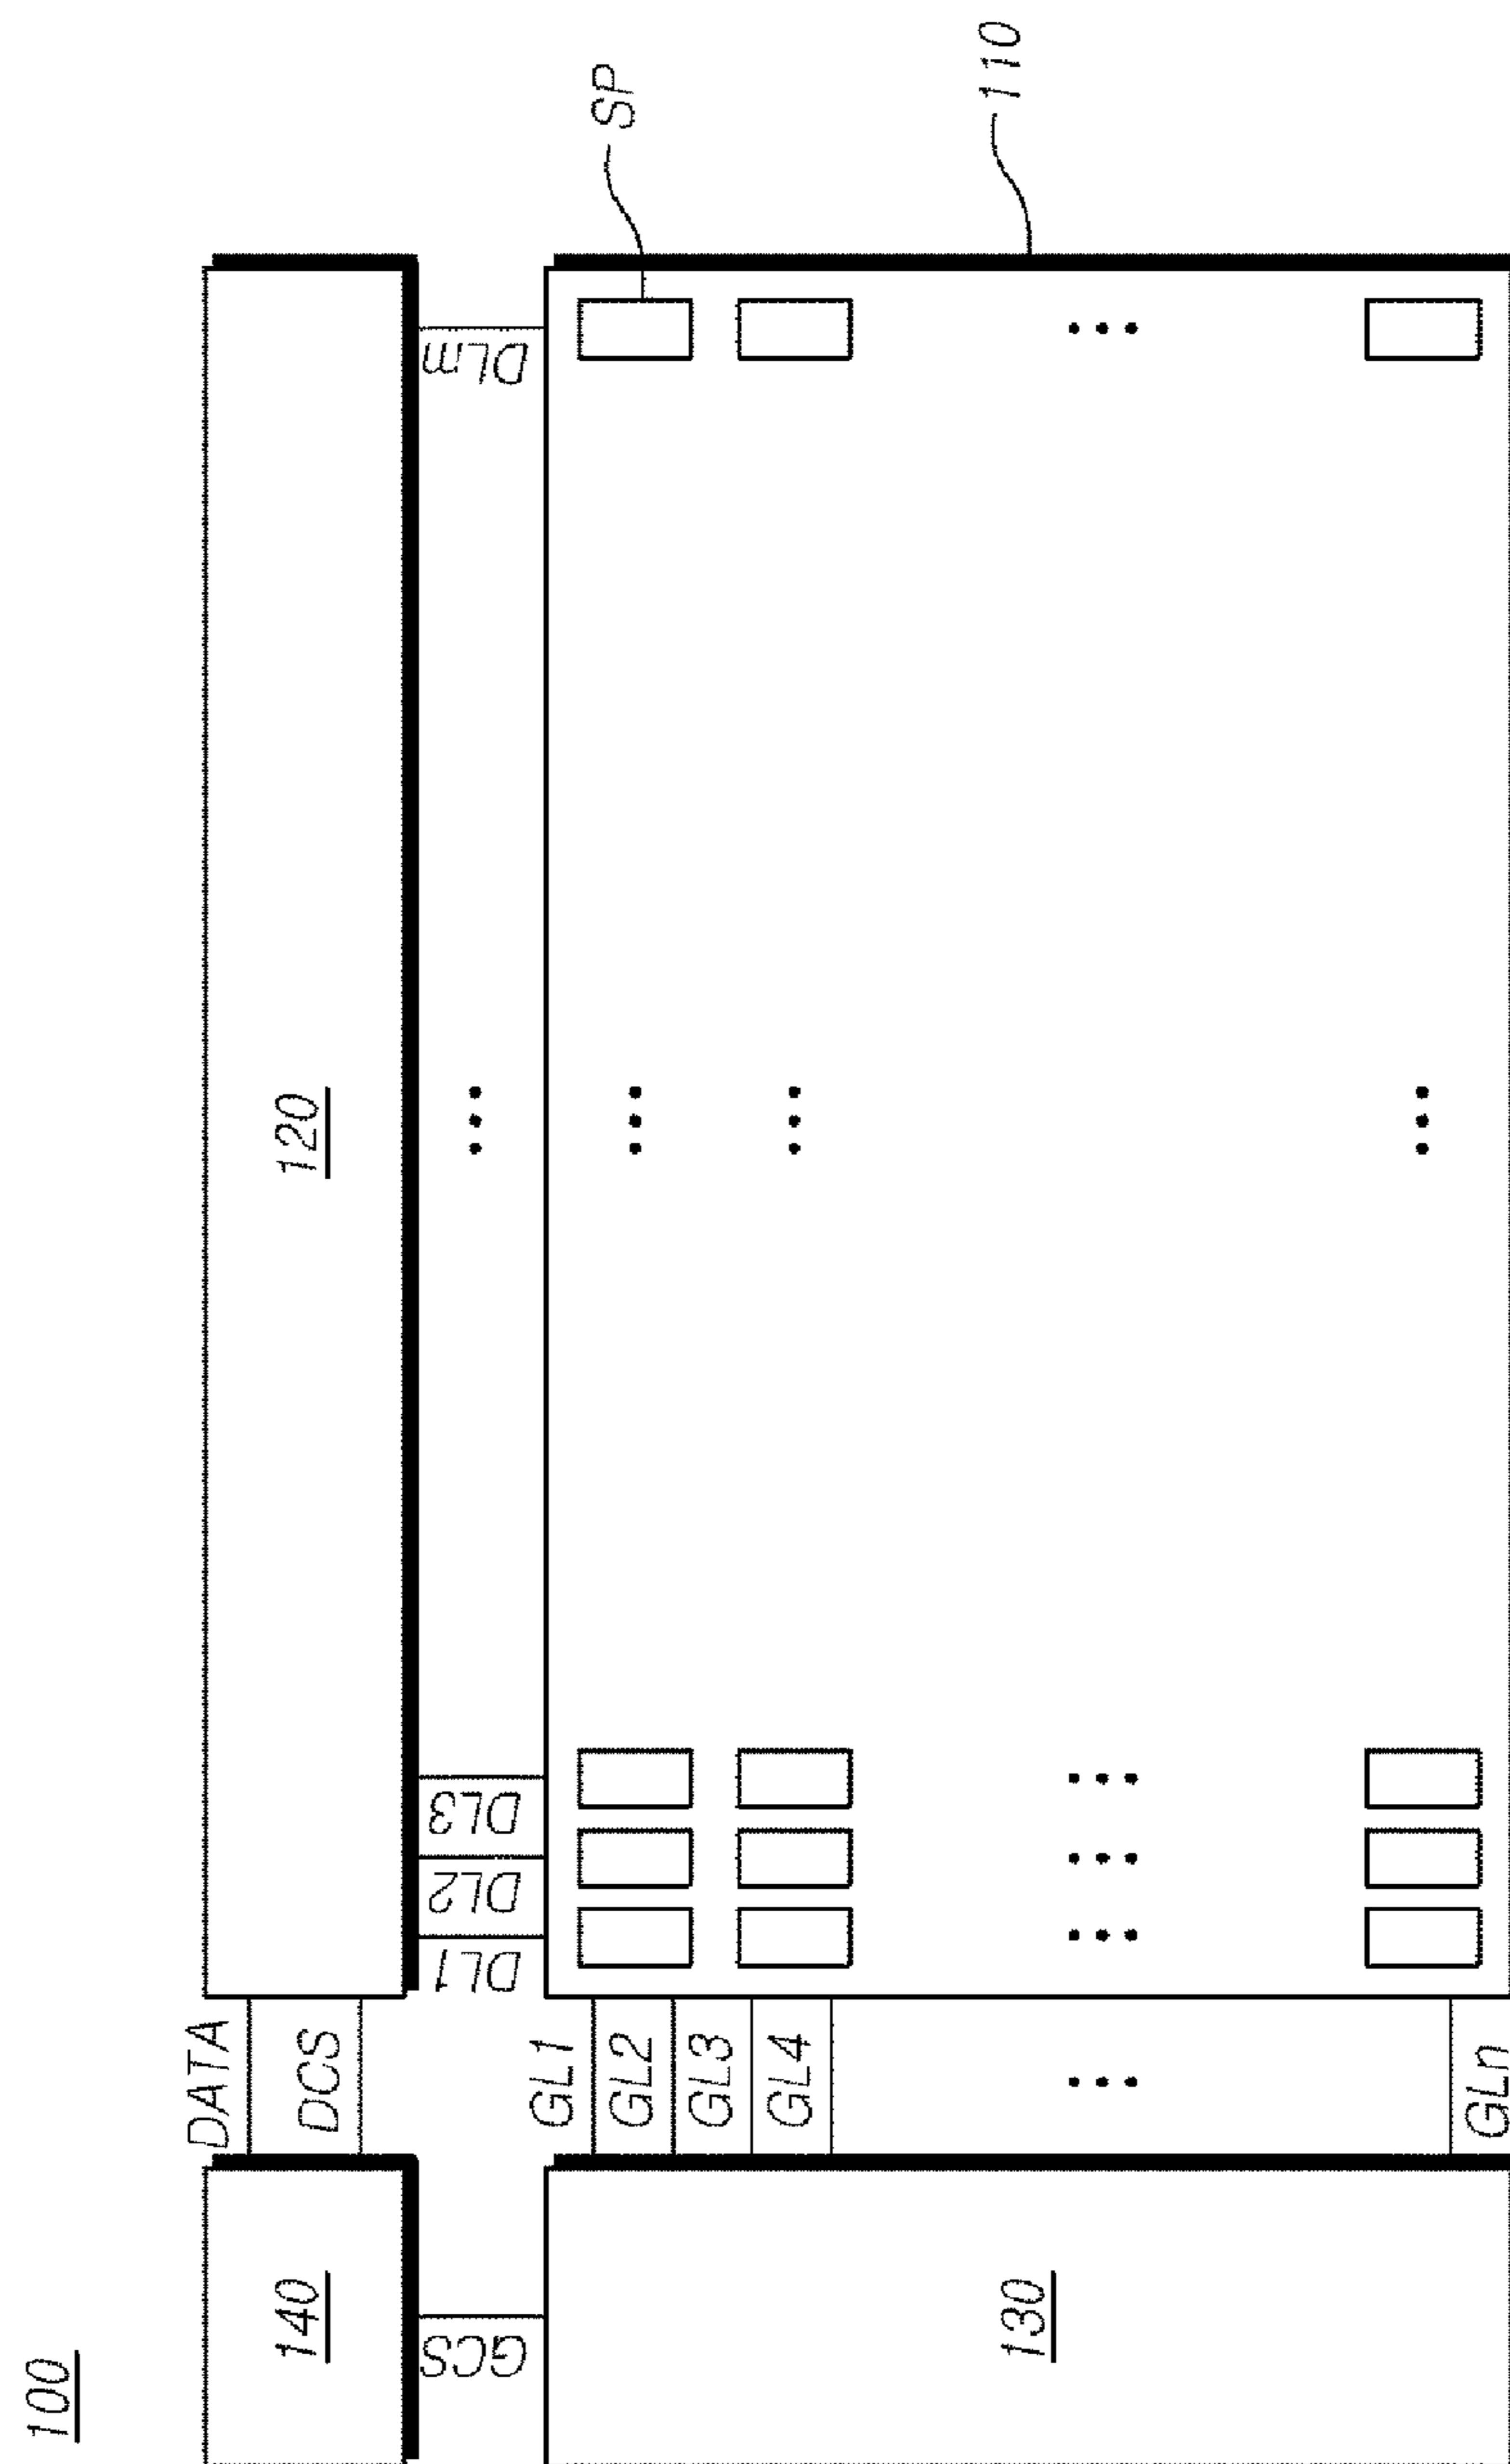 100
140
DATA
DCS
120
GCS
DL1
DL2
DL3
DLm
SP
130
GL1
GL2
GL3
GL4
GLn
110